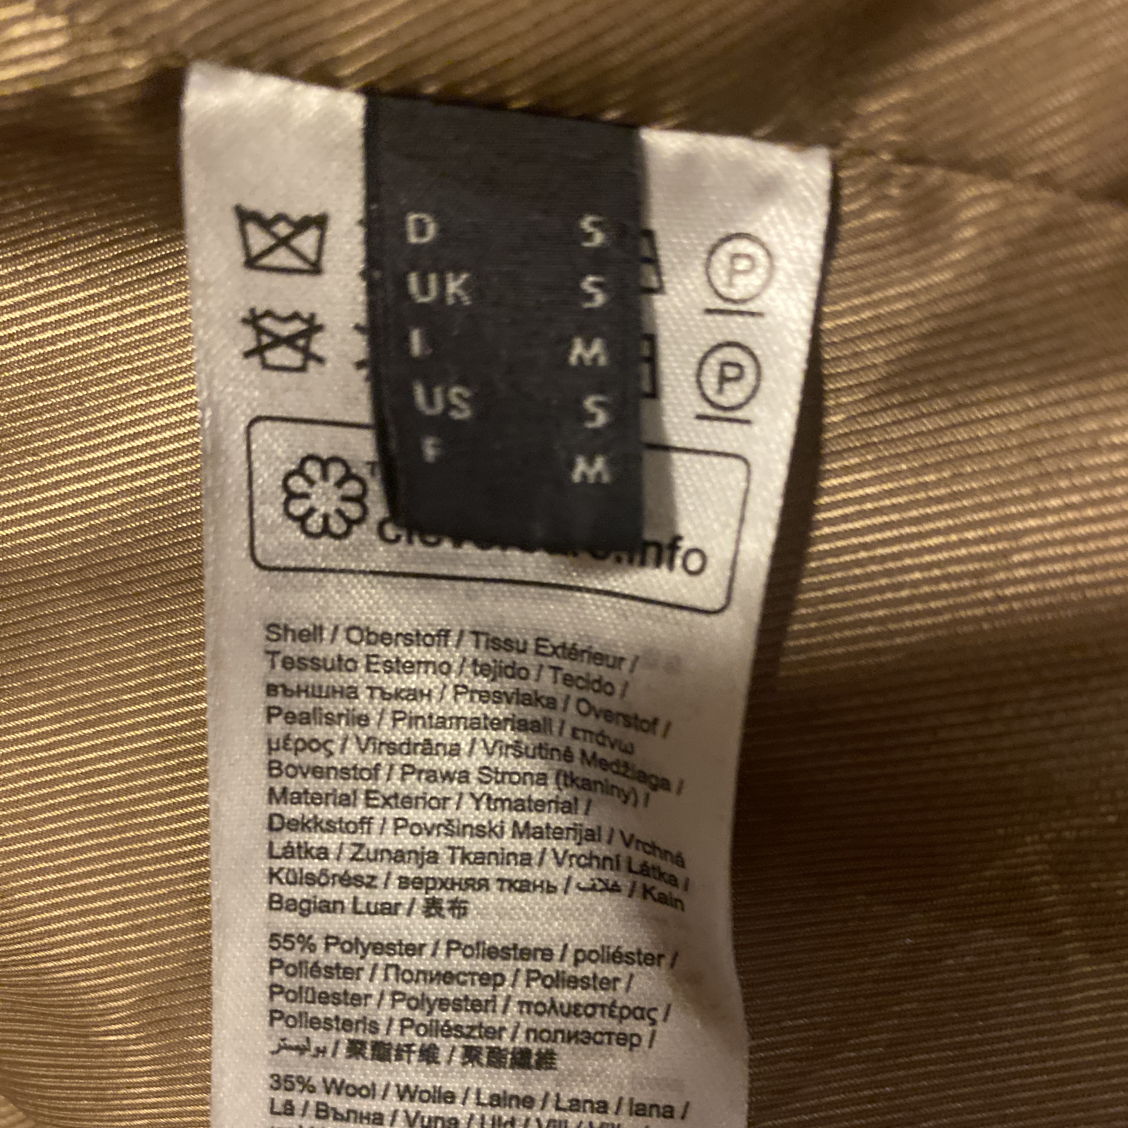 D S
UK S
I M
US S
F M
P
P
info
Shell / Oberstoff / Tissu Extérieur /
Tessuto Esterno / tejido / Tecido /
външна тъкан / Presvlaka / Overstof /
Pealisriie / Pintamateriaali / επάνω
μέρος / Virsdrāna / Viršutinė Medžiaga /
Bovenstof / Prawa Strona (tkaniny) /
Material Exterior / Ytmaterial /
Dekkstoff / Površinski Materijal / Vrchná
Látka / Zunanja Tkanina / Vrchní Látka /
Külsőrész / верхняя ткань / غلاف / Kain
Bagian Luar / 表布
55% Polyester / Poliestere / poliéster /
Poliéster / Полиестер / Poliester /
Polüester / Polyesteri / πολυεστέρας /
Poliesteris / Poliészter / полиэстер /
بوليستر / 聚酯纤维 / 聚酯纖維
35% Wool / Wolle / Laine / Lana / lana /
Lã / Вълна / Vuna / Uld / Vill /